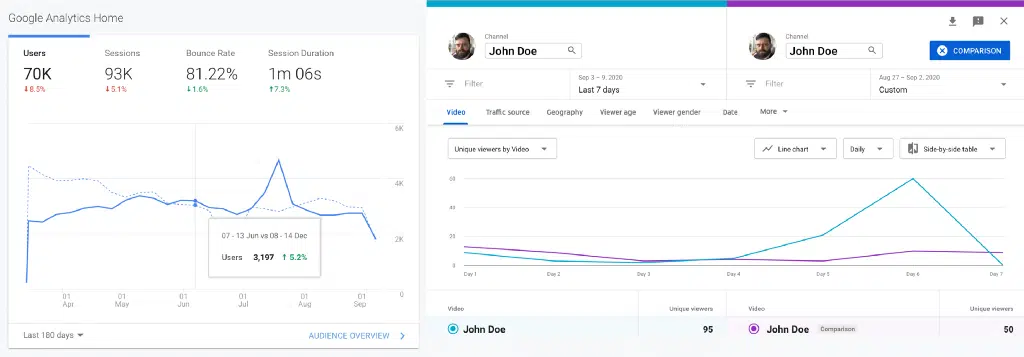 Google Analytics Home
Users
Sessions
Bounce Rate
Session Duration
70K
93K
81.22%
1m 06s
↓8.5%
↓5.1%
↓1.6%
↑7.3%
6K
4K
2K
0
07 - 13 Jun vs 08 - 14 Dec
Users 3,197 ↑ 5.2%
01 Apr
01 May
01 Jun
01 Jul
01 Aug
01 Sep
Last 180 days
AUDIENCE OVERVIEW
Channel
John Doe
Channel
John Doe
COMPARISON
Filter
Sep 3 – 9, 2020
Last 7 days
Filter
Aug 27 – Sep 2, 2020
Custom
Video
Traffic source
Geography
Viewer age
Viewer gender
Date
More
Unique viewers by Video
Line chart
Daily
Side-by-side table
60
40
20
0
Day 1
Day 2
Day 3
Day 4
Day 5
Day 6
Day 7
Video
Unique viewers
Video
Unique viewers
John Doe
95
John Doe
Comparison
50